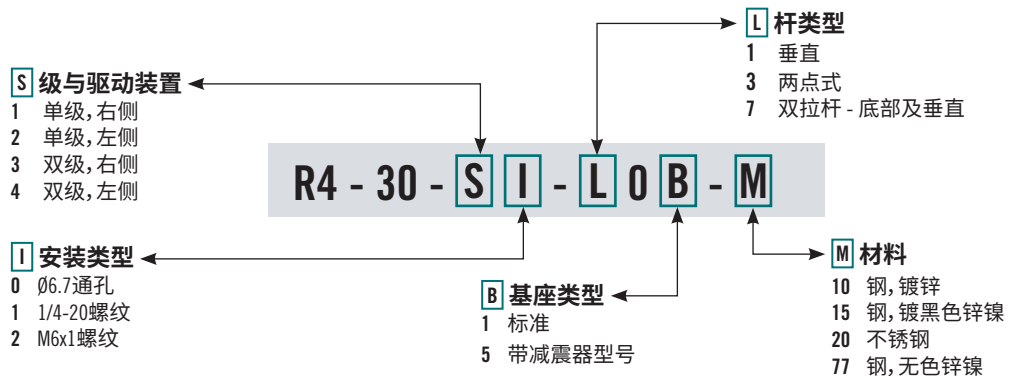 L 杆类型
1 垂直
3 两点式
7 双拉杆 - 底部及垂直
S 级与驱动装置
1 单级,右侧
2 单级,左侧
3 双级,右侧
4 双级,左侧
R4 - 30 - S I - L 0 B - M
I 安装类型
0 Ø6.7通孔
1 1/4-20螺纹
2 M6x1螺纹
B 基座类型
1 标准
5 带减震器型号
M 材料
10 钢,镀锌
15 钢,镀黑色锌镍
20 不锈钢
77 钢,无色锌镍